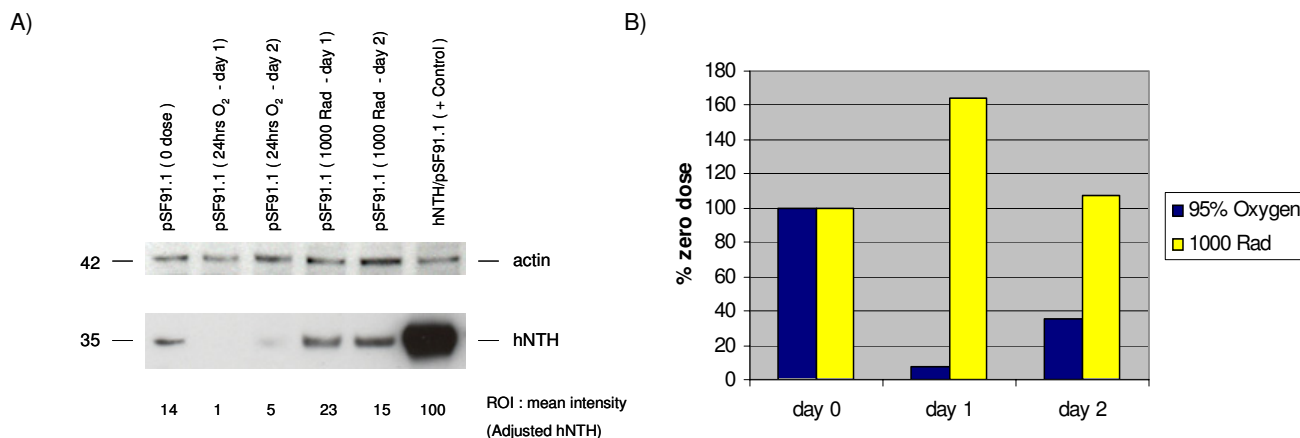 A)
pSF91.1 ( 0 dose )
pSF91.1 ( 24hrs O2 - day 1)
pSF91.1 ( 24hrs O2 - day 2)
pSF91.1 ( 1000 Rad - day 1)
pSF91.1 ( 1000 Rad - day 2)
hNTH/pSF91.1 ( + Control)
42 actin
35 hNTH
14 1 5 23 15 100 ROI : mean intensity
(Adjusted hNTH)
B)
180
160
140
120
100
80
60
40
20
0
% zero dose
day 0 day 1 day 2
95% Oxygen
1000 Rad